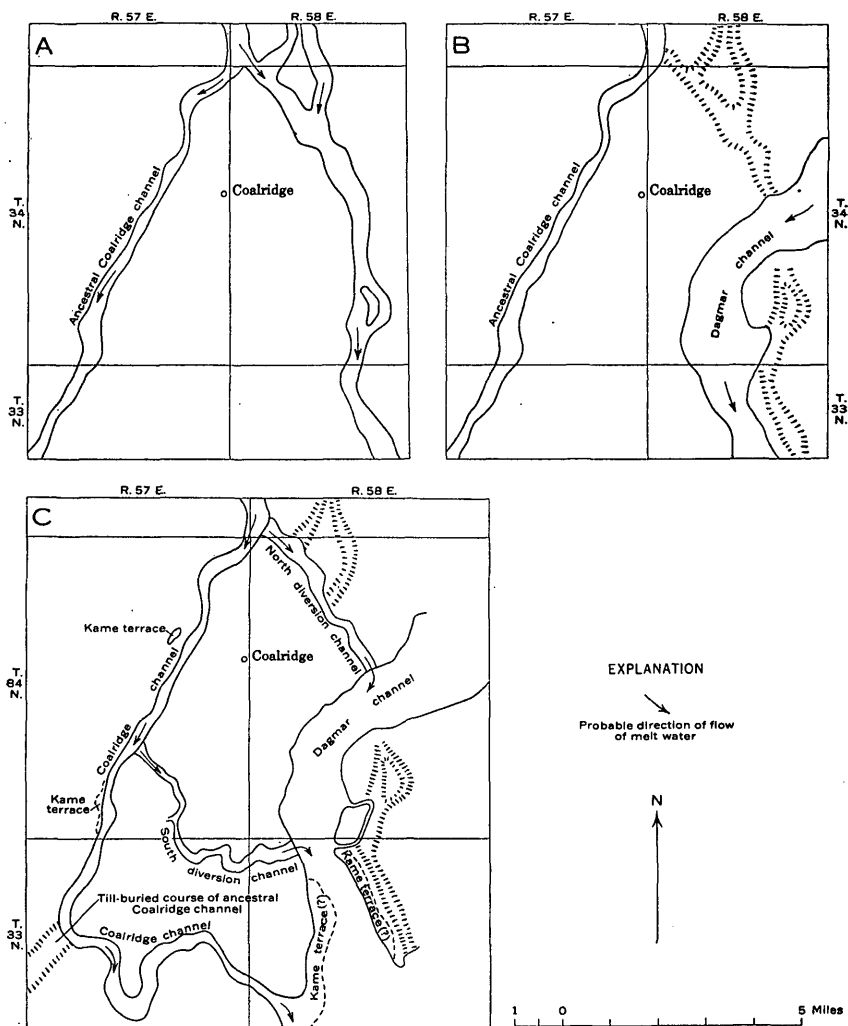 R. 57 E.
R. 58 E.
A
Coalridge
Ancestral Coalridge channel
T.
34
N.
T.
33
N.
R. 57 E.
R. 58 E.
B
Coalridge
Ancestral Coalridge channel
Dagmar channel
T.
34
N.
T.
33
N.
R. 57 E.
R. 58 E.
C
North diversion channel
Kame terrace
Coalridge
Coalridge channel
Dagmar channel
T.
84
N.
Kame
terrace
South diversion channel
Kame terrace(?)
Till-buried course of ancestral
Coalridge channel
Coalridge channel
Kame terrace(?)
T.
33
N.
EXPLANATION
Probable direction of flow
of melt water
N
1 0 5 Miles